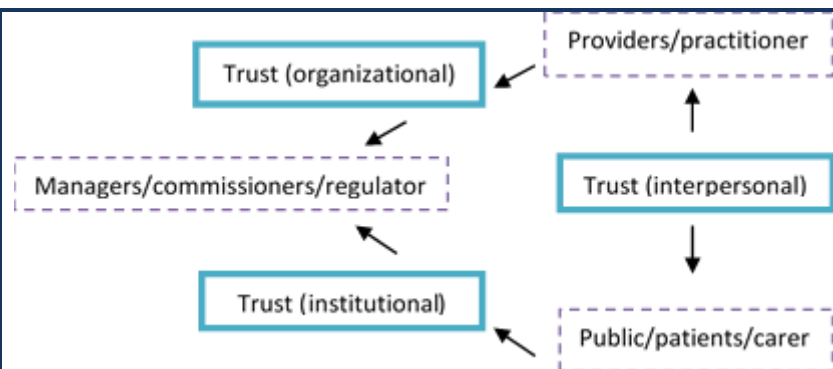 Providers/practitioner
Trust (organizational)
Managers/commissioners/regulator
Trust (interpersonal)
Trust (institutional)
Public/patients/carer